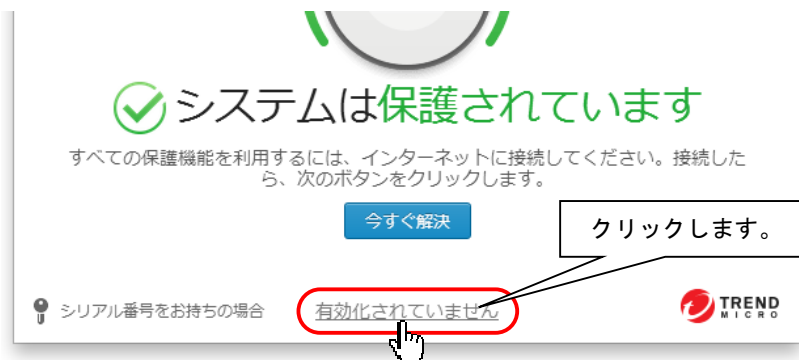 システムは保護されています
すべての保護機能を利用するには、インターネットに接続してください。接続した
ら、次のボタンをクリックします。
今すぐ解決
クリックします。
シリアル番号をお持ちの場合
有効化されていません
TREND
MICRO